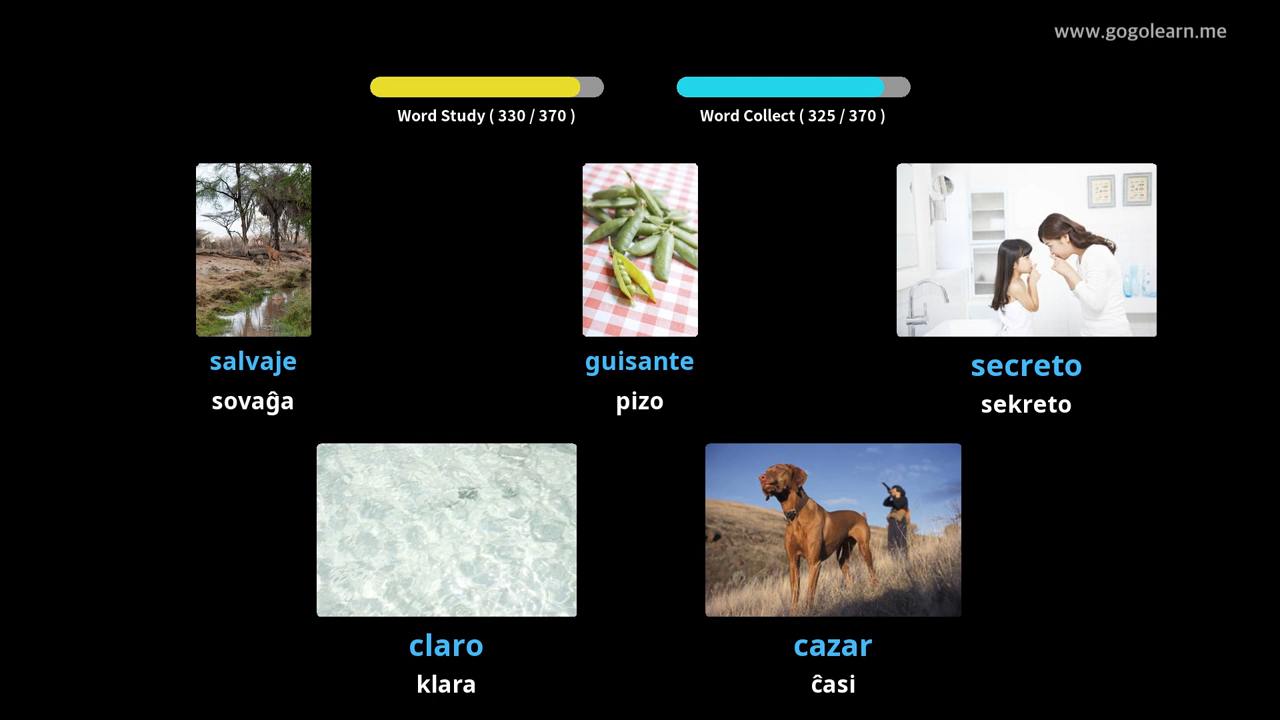 www.gogolearn.me
Word Study ( 330 / 370 )
Word Collect ( 325 / 370 )
salvaje
sovaĝa
guisante
pizo
secreto
sekreto
claro
klara
cazar
ĉasi